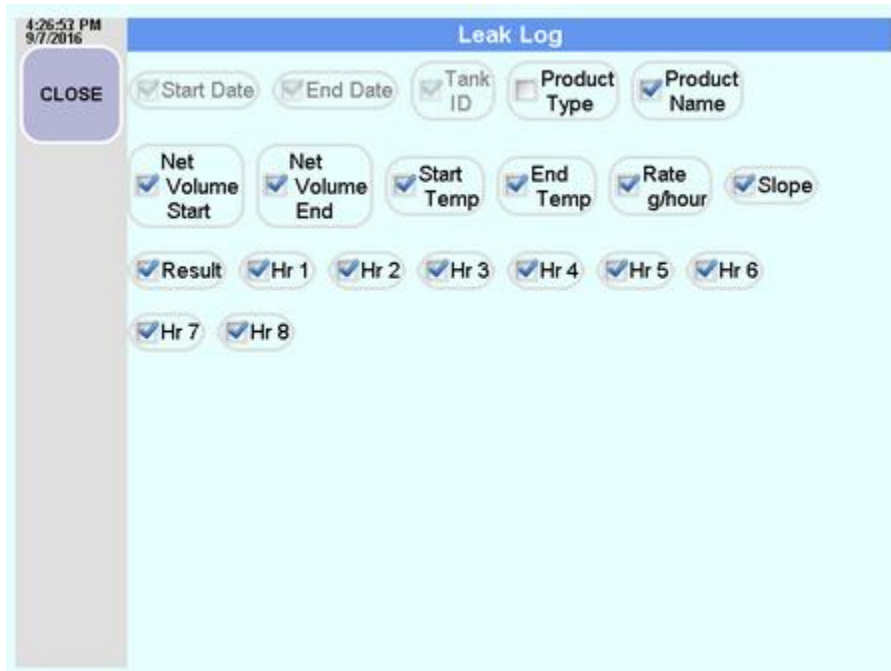 4:26:53 PM
9/7/2016
Leak Log
CLOSE
Start Date
End Date
Tank
ID
Product
Type
Product
Name
Net
Volume
Start
Net
Volume
End
Start
Temp
End
Temp
Rate
g/hour
Slope
Result
Hr 1
Hr 2
Hr 3
Hr 4
Hr 5
Hr 6
Hr 7
Hr 8